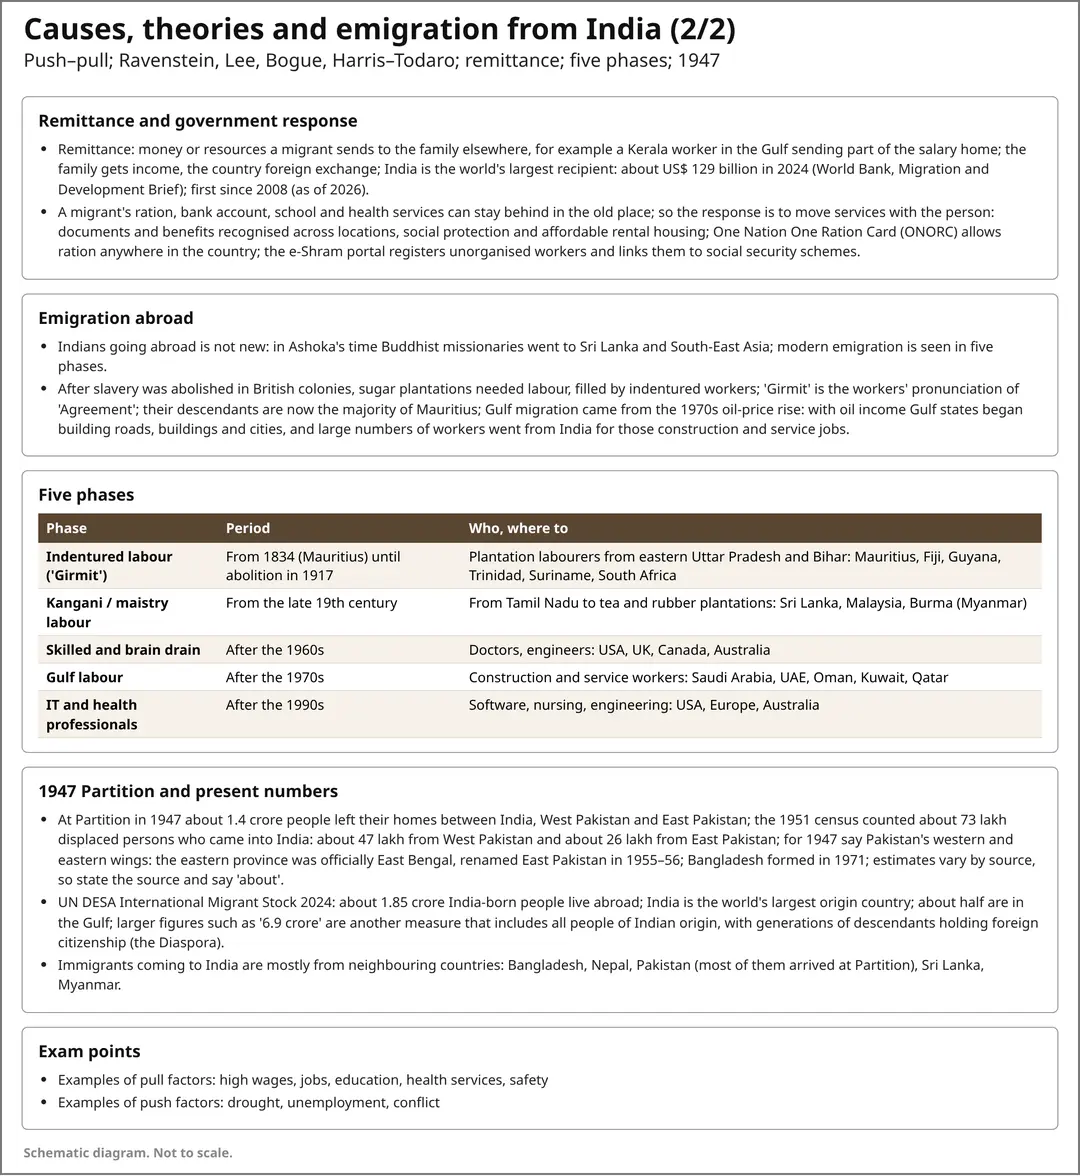 Causes, theories and emigration from India (2/2)
Push–pull; Ravenstein, Lee, Bogue, Harris–Todaro; remittance; five phases; 1947
Remittance and government response
• Remittance: money or resources a migrant sends to the family elsewhere, for example a Kerala worker in the Gulf sending part of the salary home; the
family gets income, the country foreign exchange; India is the world's largest recipient: about US$ 129 billion in 2024 (World Bank, Migration and
Development Brief); first since 2008 (as of 2026).
• A migrant's ration, bank account, school and health services can stay behind in the old place; so the response is to move services with the person:
documents and benefits recognised across locations, social protection and affordable rental housing; One Nation One Ration Card (ONORC) allows
ration anywhere in the country; the e-Shram portal registers unorganised workers and links them to social security schemes.
Emigration abroad
• Indians going abroad is not new: in Ashoka's time Buddhist missionaries went to Sri Lanka and South-East Asia; modern emigration is seen in five
phases.
• After slavery was abolished in British colonies, sugar plantations needed labour, filled by indentured workers; 'Girmit' is the workers' pronunciation of
'Agreement'; their descendants are now the majority of Mauritius; Gulf migration came from the 1970s oil-price rise: with oil income Gulf states began
building roads, buildings and cities, and large numbers of workers went from India for those construction and service jobs.
Five phases
Phase Period Who, where to
Indentured labour From 1834 (Mauritius) until Plantation labourers from eastern Uttar Pradesh and Bihar: Mauritius, Fiji, Guyana,
('Girmit') abolition in 1917 Trinidad, Suriname, South Africa
Kangani / maistry From the late 19th century From Tamil Nadu to tea and rubber plantations: Sri Lanka, Malaysia, Burma (Myanmar)
labour
Skilled and brain drain After the 1960s Doctors, engineers: USA, UK, Canada, Australia
Gulf labour After the 1970s Construction and service workers: Saudi Arabia, UAE, Oman, Kuwait, Qatar
IT and health After the 1990s Software, nursing, engineering: USA, Europe, Australia
professionals
1947 Partition and present numbers
• At Partition in 1947 about 1.4 crore people left their homes between India, West Pakistan and East Pakistan; the 1951 census counted about 73 lakh
displaced persons who came into India: about 47 lakh from West Pakistan and about 26 lakh from East Pakistan; for 1947 say Pakistan's western and
eastern wings: the eastern province was officially East Bengal, renamed East Pakistan in 1955–56; Bangladesh formed in 1971; estimates vary by source,
so state the source and say 'about'.
• UN DESA International Migrant Stock 2024: about 1.85 crore India-born people live abroad; India is the world's largest origin country; about half are in
the Gulf; larger figures such as '6.9 crore' are another measure that includes all people of Indian origin, with generations of descendants holding foreign
citizenship (the Diaspora).
• Immigrants coming to India are mostly from neighbouring countries: Bangladesh, Nepal, Pakistan (most of them arrived at Partition), Sri Lanka,
Myanmar.
Exam points
• Examples of pull factors: high wages, jobs, education, health services, safety
• Examples of push factors: drought, unemployment, conflict
Schematic diagram. Not to scale.